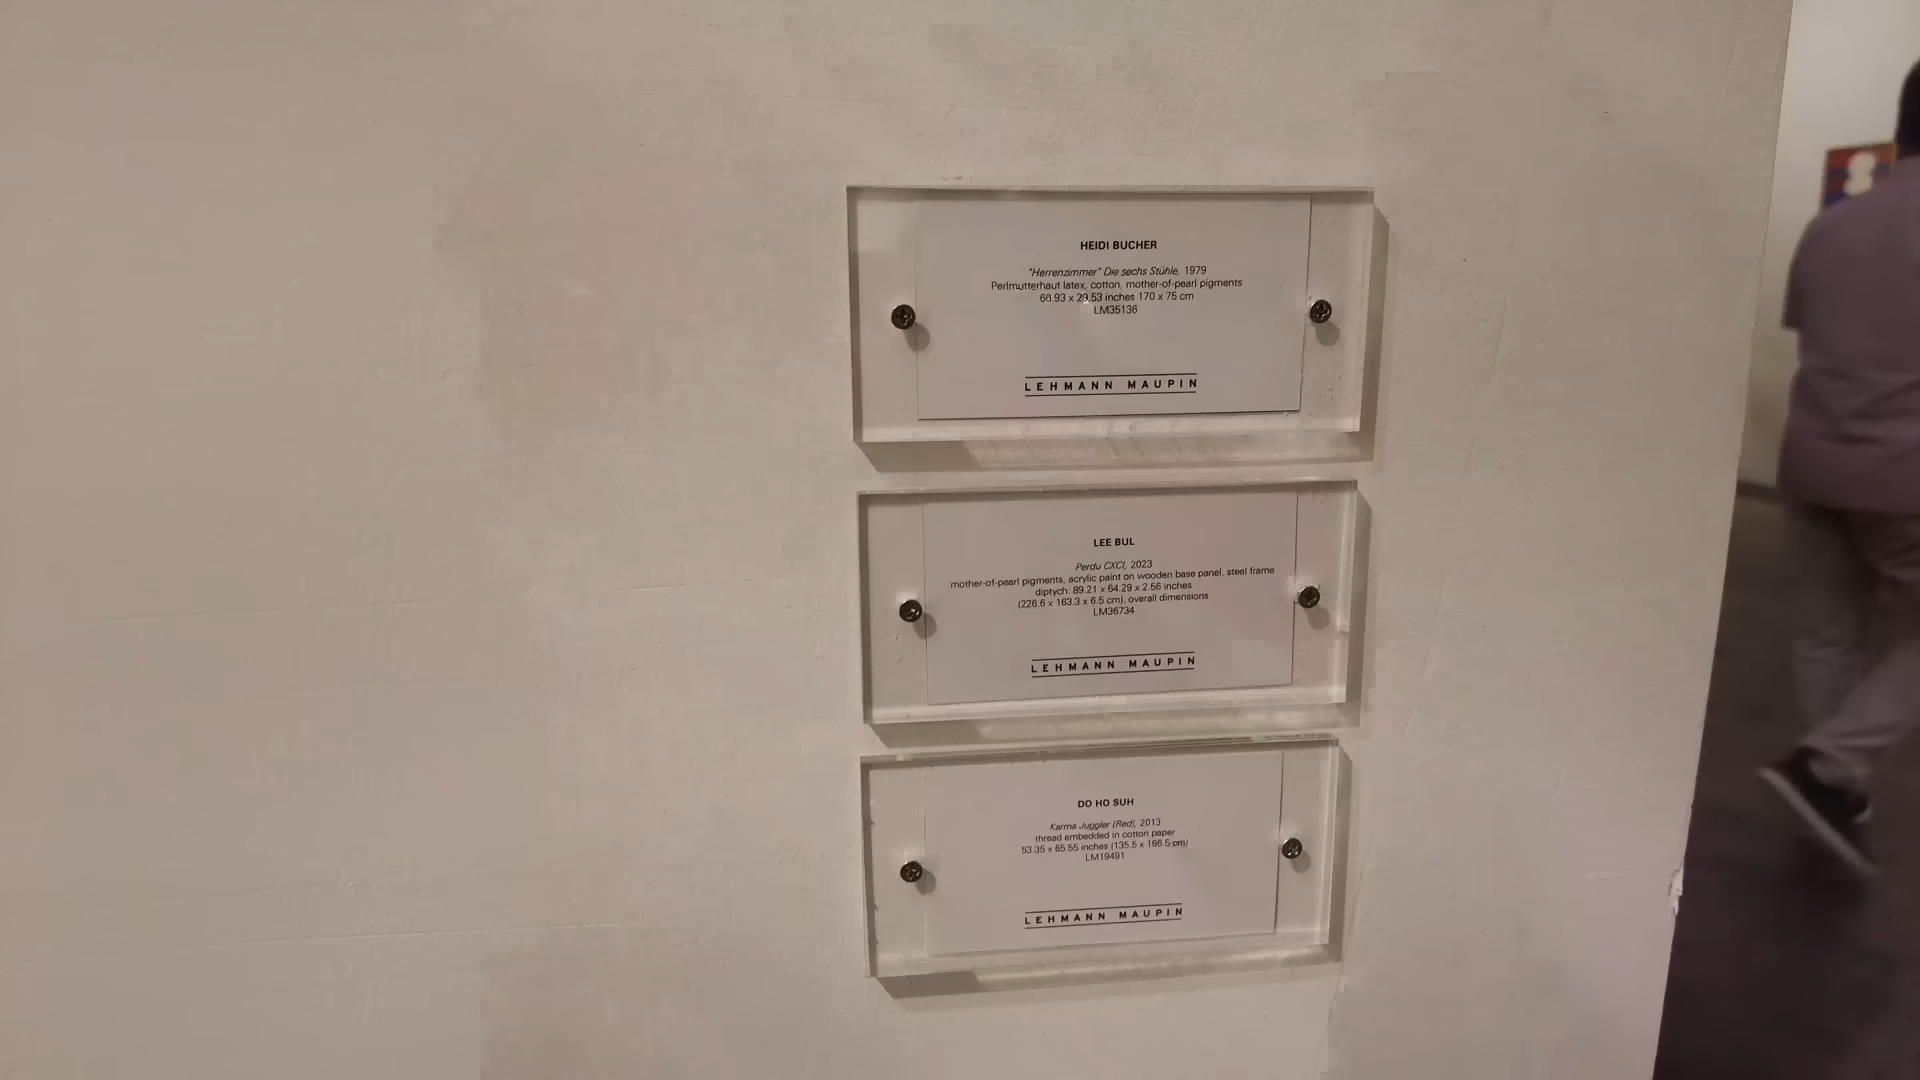 HEIDI BUCHER
"Herrenzimmer" Die sechs Stühle, 1979
Perlmutterhaut latex, cotton, mother-of-pearl pigments
66.93 x 29.53 inches 170 x 75 cm
LM35136
LEHMANN MAUPIN
LEE BUL
Perdu CXCI, 2023
mother-of-pearl pigments, acrylic paint on wooden base panel, steel frame
diptych: 89.21 x 64.29 x 2.56 inches
(226.6 x 163.3 x 6.5 cm), overall dimensions
LM36734
LEHMANN MAUPIN
DO HO SUH
Karma Juggler (Red), 2013
thread embedded in cotton paper
53.35 x 65.55 inches (135.5 x 166.5 cm)
LM19491
LEHMANN MAUPIN